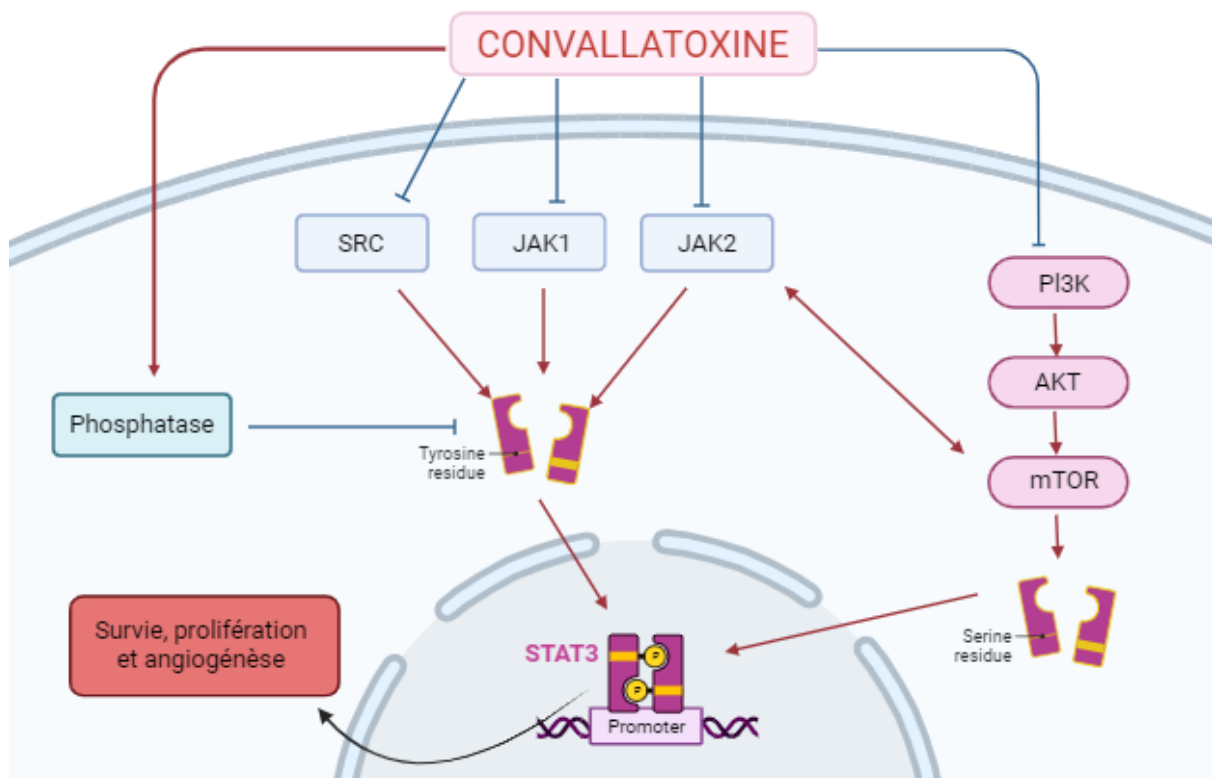 CONVALLATOXINE
SRC
JAK1
JAK2
PI3K
AKT
mTOR
Phosphatase
Tyrosine
residue
Serine
residue
Survie, prolifération
et angiogénèse
STAT3
P
P
Promoter